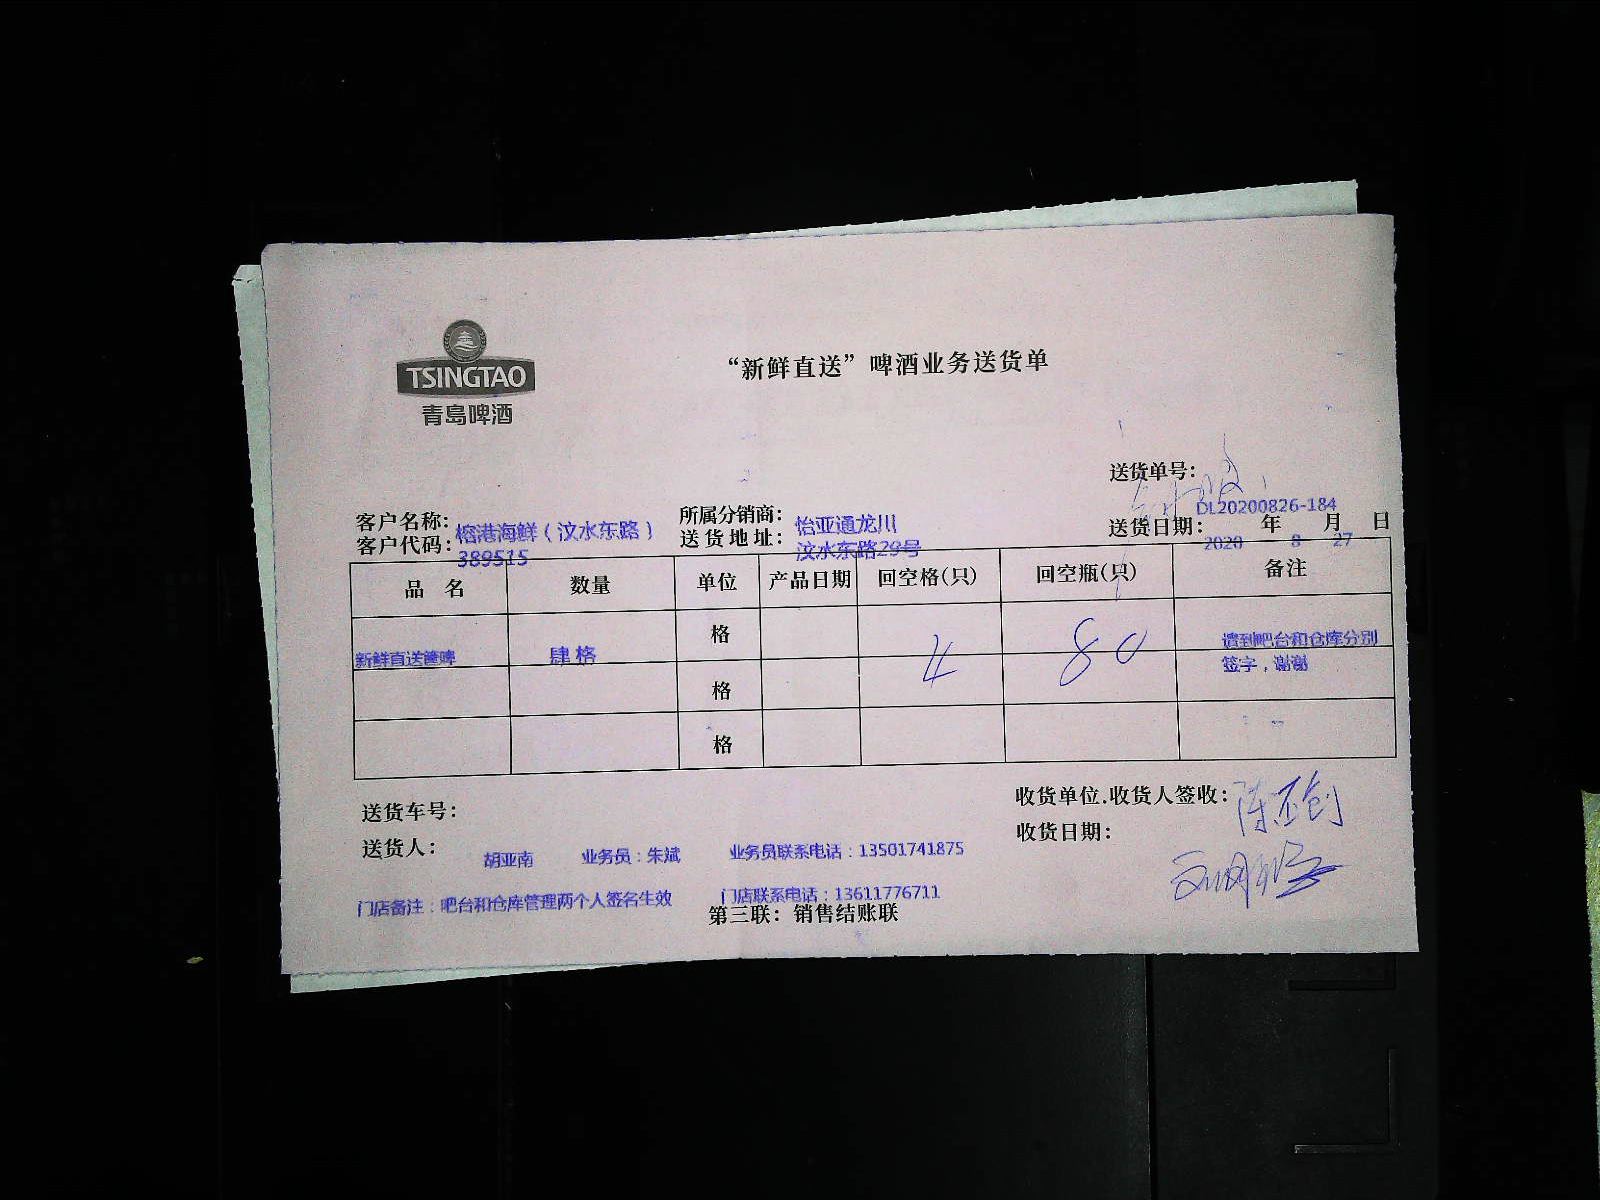 TSINGTAO
青島啤酒
“新鲜直送”啤酒业务送货单
送货单号：
DL20200826-184
客户名称：榕港海鲜（汶水东路） 所属分销商：怡亚通龙川 送货日期： 年 月 日
2020 8 27
客户代码：389515 送货地址：汶水东路29号
品 名 数量 单位 产品日期 回空格(只) 回空瓶(只) 备注
新鲜直送 肆格 格 4 80 请到吧台和仓库分别
签字，谢谢
格
格
送货车号： 收货单位.收货人签收：
收货日期：
送货人： 胡亚南 业务员：朱斌 业务员联系电话：13501741875
门店备注：吧台和仓库管理两个人签名生效 门店联系电话：13611776711
第三联：销售结账联